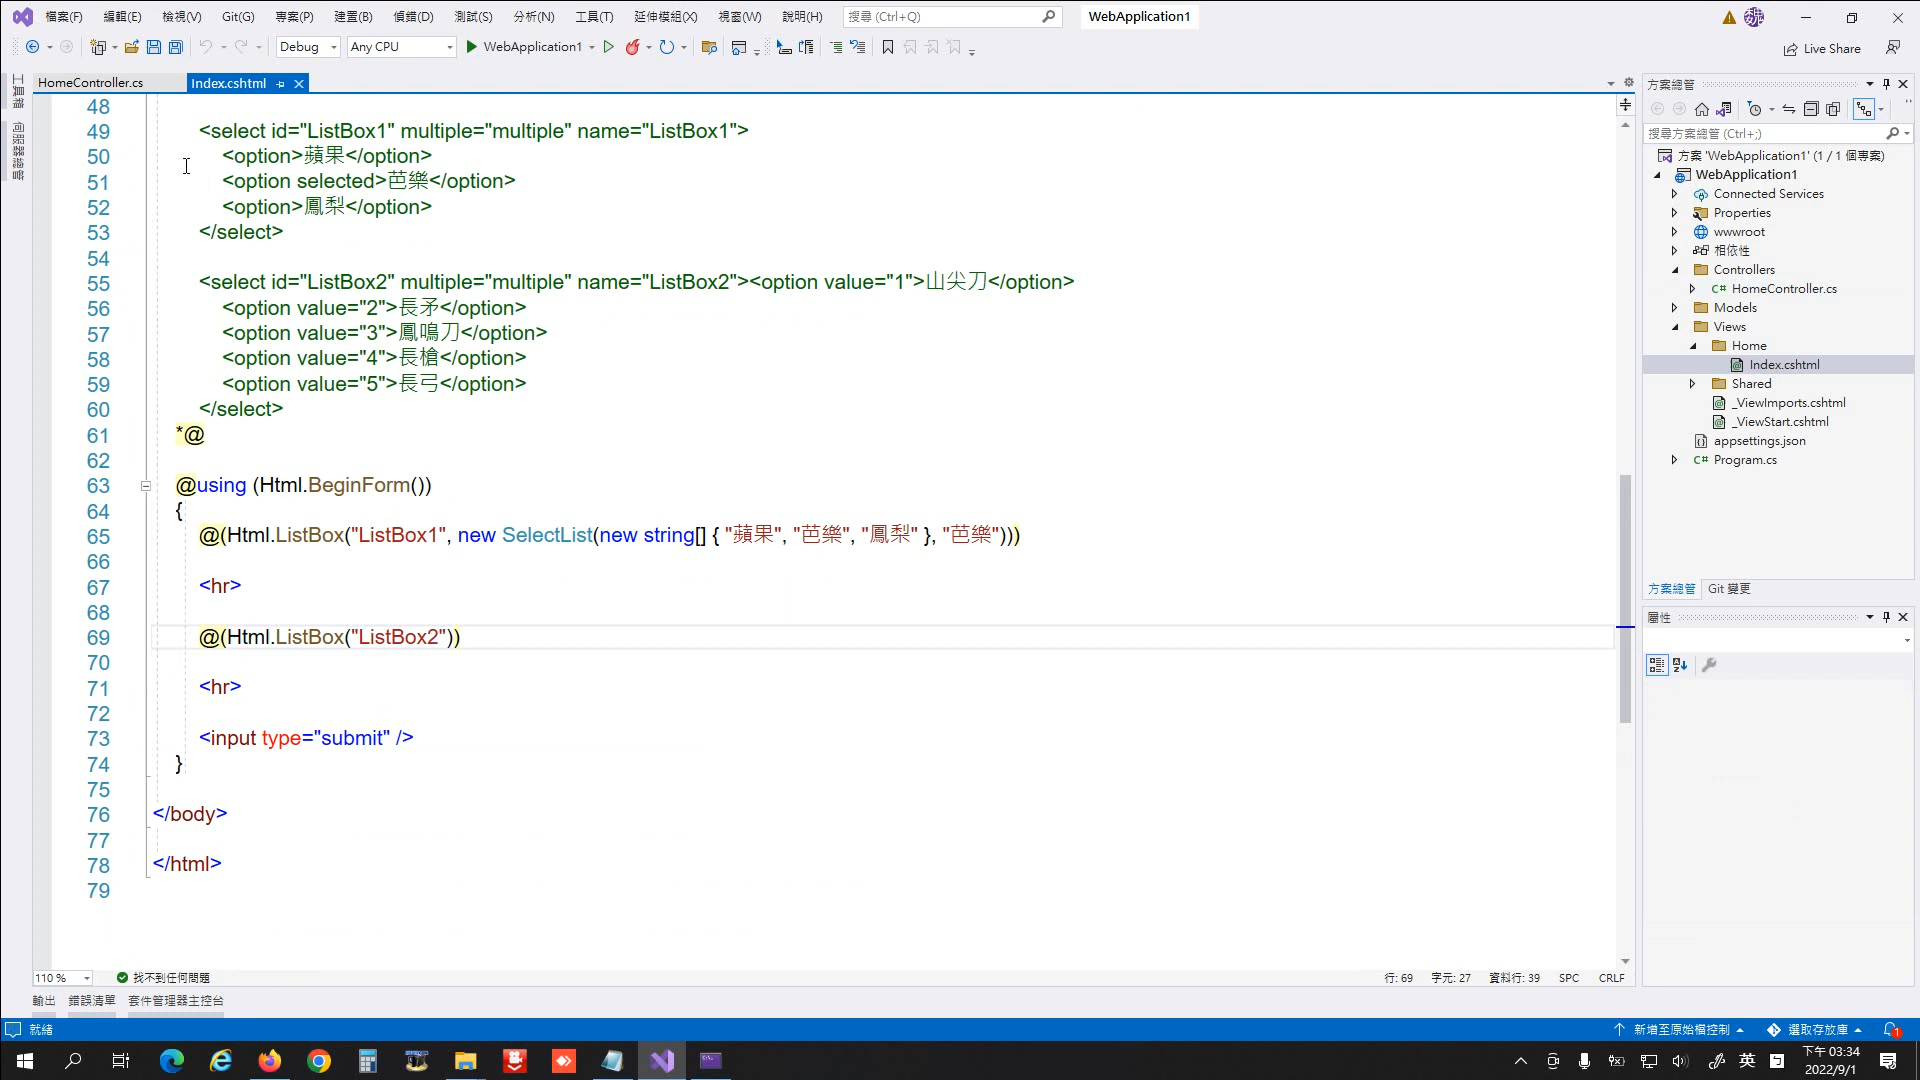 檔案(F) 編輯(E) 檢視(V) Git(G) 專案(P) 建置(B) 偵錯(D) 測試(S) 分析(N) 工具(T) 延伸模組(X) 視窗(W) 說明(H) 搜尋 (Ctrl+Q) WebApplication1
Debug Any CPU WebApplication1 Live Share
工具箱
伺服器總管
HomeController.cs Index.cshtml
48
49 <select id="ListBox1" multiple="multiple" name="ListBox1">
50 <option>蘋果</option>
51 <option selected>芭樂</option>
52 <option>鳳梨</option>
53 </select>
54
55 <select id="ListBox2" multiple="multiple" name="ListBox2"><option value="1">山尖刀</option>
56 <option value="2">長矛</option>
57 <option value="3">鳳鳴刀</option>
58 <option value="4">長槍</option>
59 <option value="5">長弓</option>
60 </select>
61 *@
62
63 @using (Html.BeginForm())
64 {
65 @(Html.ListBox("ListBox1", new SelectList(new string[] { "蘋果", "芭樂", "鳳梨" }, "芭樂")))
66
67 <hr>
68
69 @(Html.ListBox("ListBox2"))
70
71 <hr>
72
73 <input type="submit" />
74 }
75
76 </body>
77
78 </html>
79
110 % 找不到任何問題 行: 69 字元: 27 資料行: 39 SPC CRLF
輸出 錯誤清單 套件管理器主控台
方案總管
搜尋方案總管 (Ctrl+;)
方案 'WebApplication1' (1 / 1 個專案)
WebApplication1
Connected Services
Properties
wwwroot
相依性
Controllers
C# HomeController.cs
Models
Views
Home
Index.cshtml
Shared
_ViewImports.cshtml
_ViewStart.cshtml
appsettings.json
C# Program.cs
方案總管 Git 變更
屬性
就緒 新增至原始檔控制 選取存放庫 1
英 下午 03:34
2022/9/1